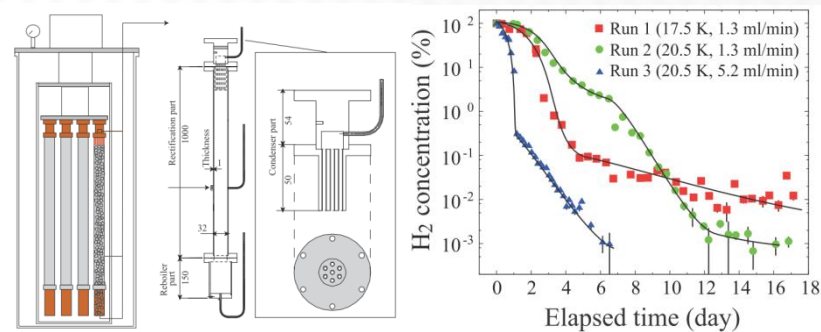 Rectification part
1000
Thickness
1
32
Reboiler
part
150
54
Condenser part
50
H₂ concentration (%)
10²
10¹
10⁰
10⁻¹
10⁻²
10⁻³
Run 1 (17.5 K, 1.3 ml/min)
Run 2 (20.5 K, 1.3 ml/min)
Run 3 (20.5 K, 5.2 ml/min)
0 2 4 6 8 10 12 14 16 18
Elapsed time (day)